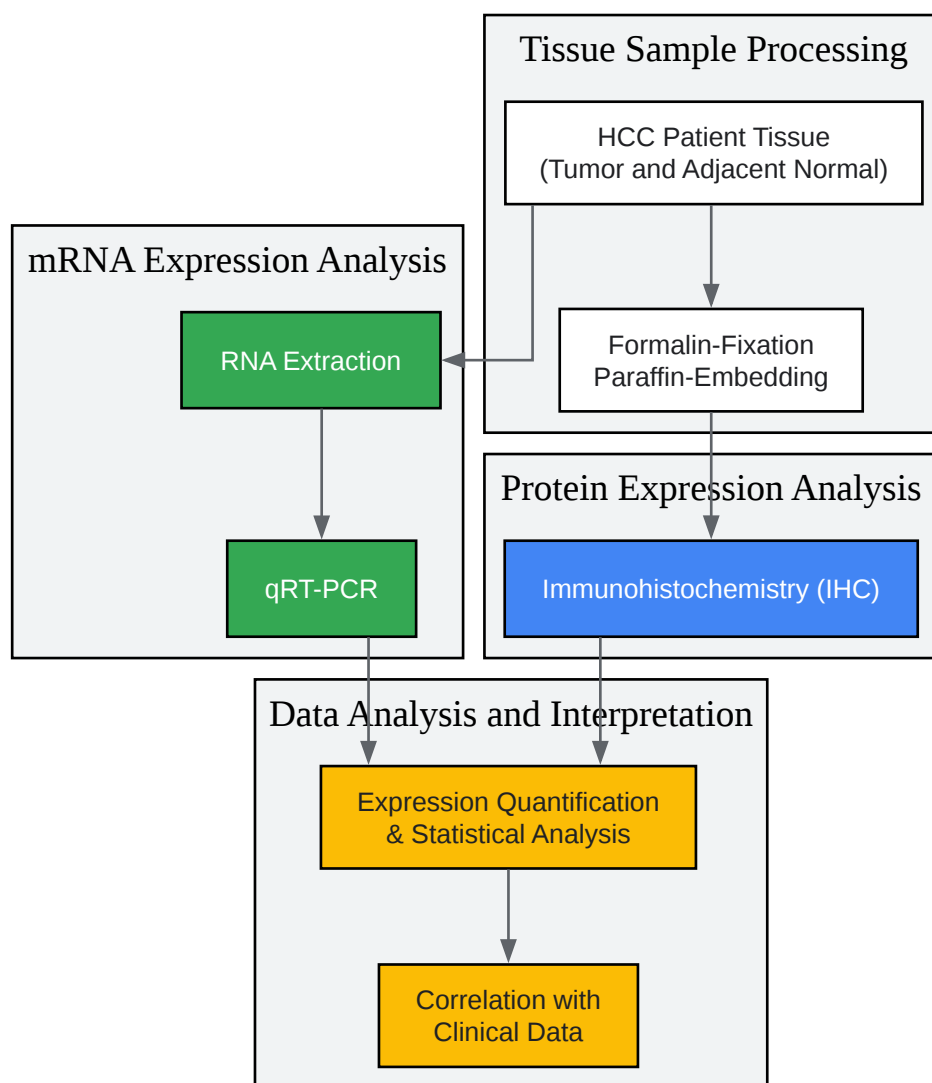 Tissue Sample Processing
HCC Patient Tissue
(Tumor and Adjacent Normal)
mRNA Expression Analysis
RNA Extraction
Formalin-Fixation
Paraffin-Embedding
Protein Expression Analysis
qRT-PCR
Immunohistochemistry (IHC)
Data Analysis and Interpretation
Expression Quantification
& Statistical Analysis
Correlation with
Clinical Data